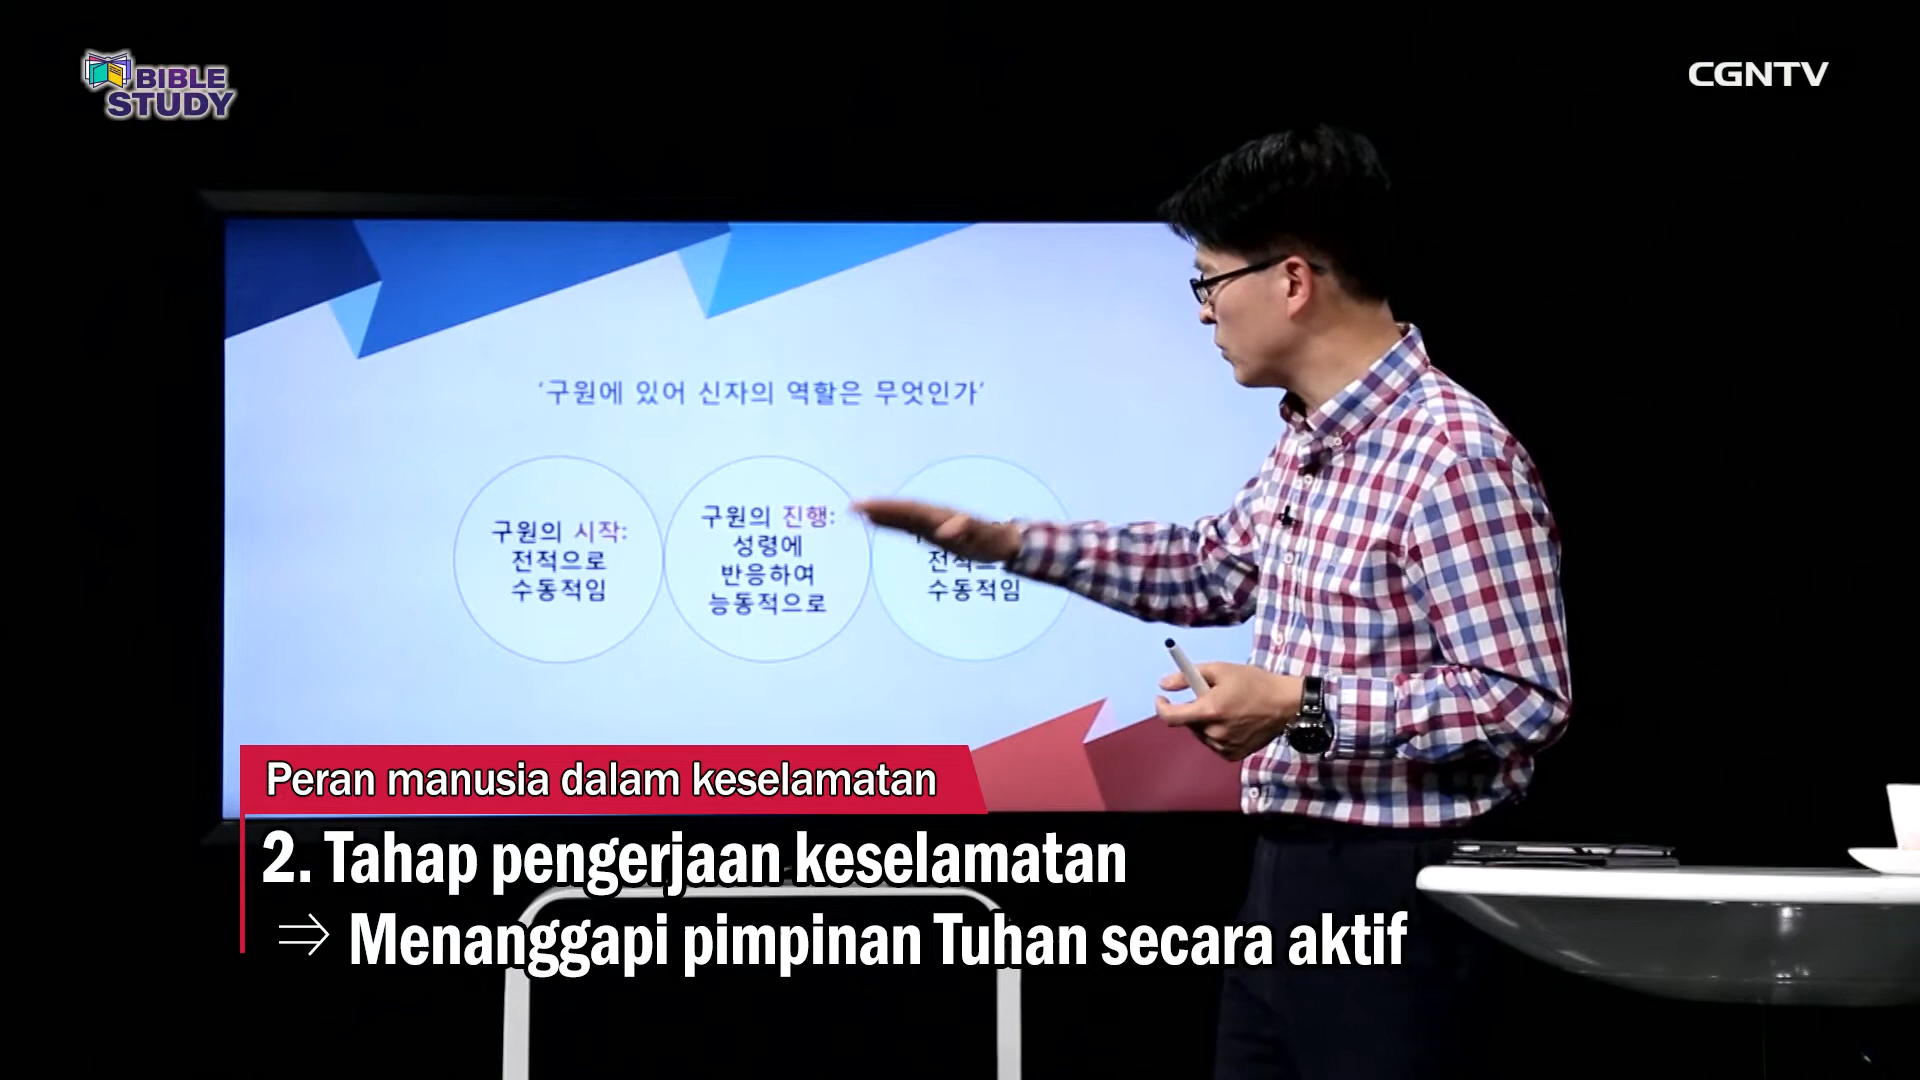 BIBLE
STUDY
CGNTV
‘구원에 있어 신자의 역할은 무엇인가’
구원의 시작:
전적으로
수동적임
구원의 진행:
성령에
반응하여
능동적으로
수동적임
Peran manusia dalam keselamatan
2. Tahap pengerjaan keselamatan
⇒ Menanggapi pimpinan Tuhan secara aktif